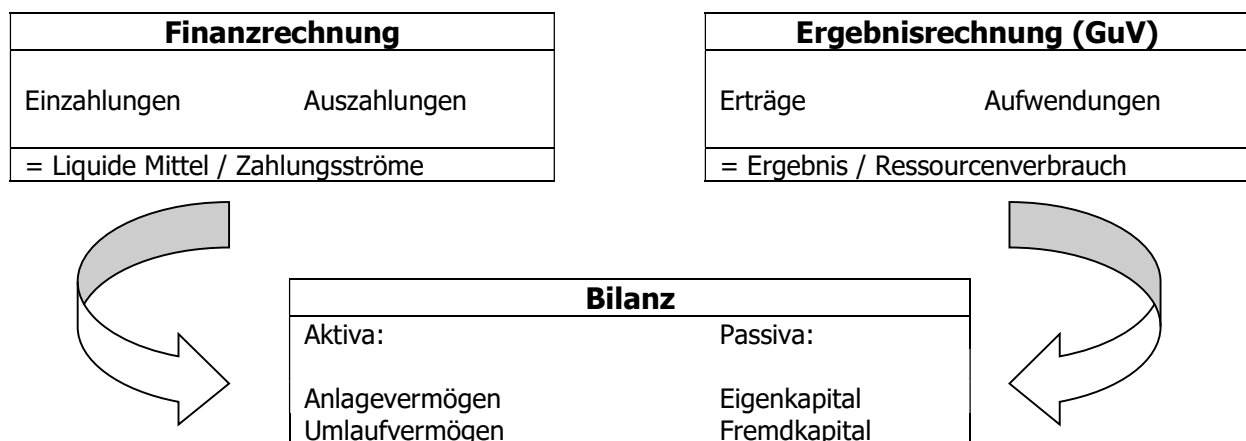 Finanzrechnung
Einzahlungen Auszahlungen
= Liquide Mittel / Zahlungsströme
Ergebnisrechnung (GuV)
Erträge Aufwendungen
= Ergebnis / Ressourcenverbrauch
Bilanz
Aktiva: Passiva:
Anlagevermögen Eigenkapital
Umlaufvermögen Fremdkapital